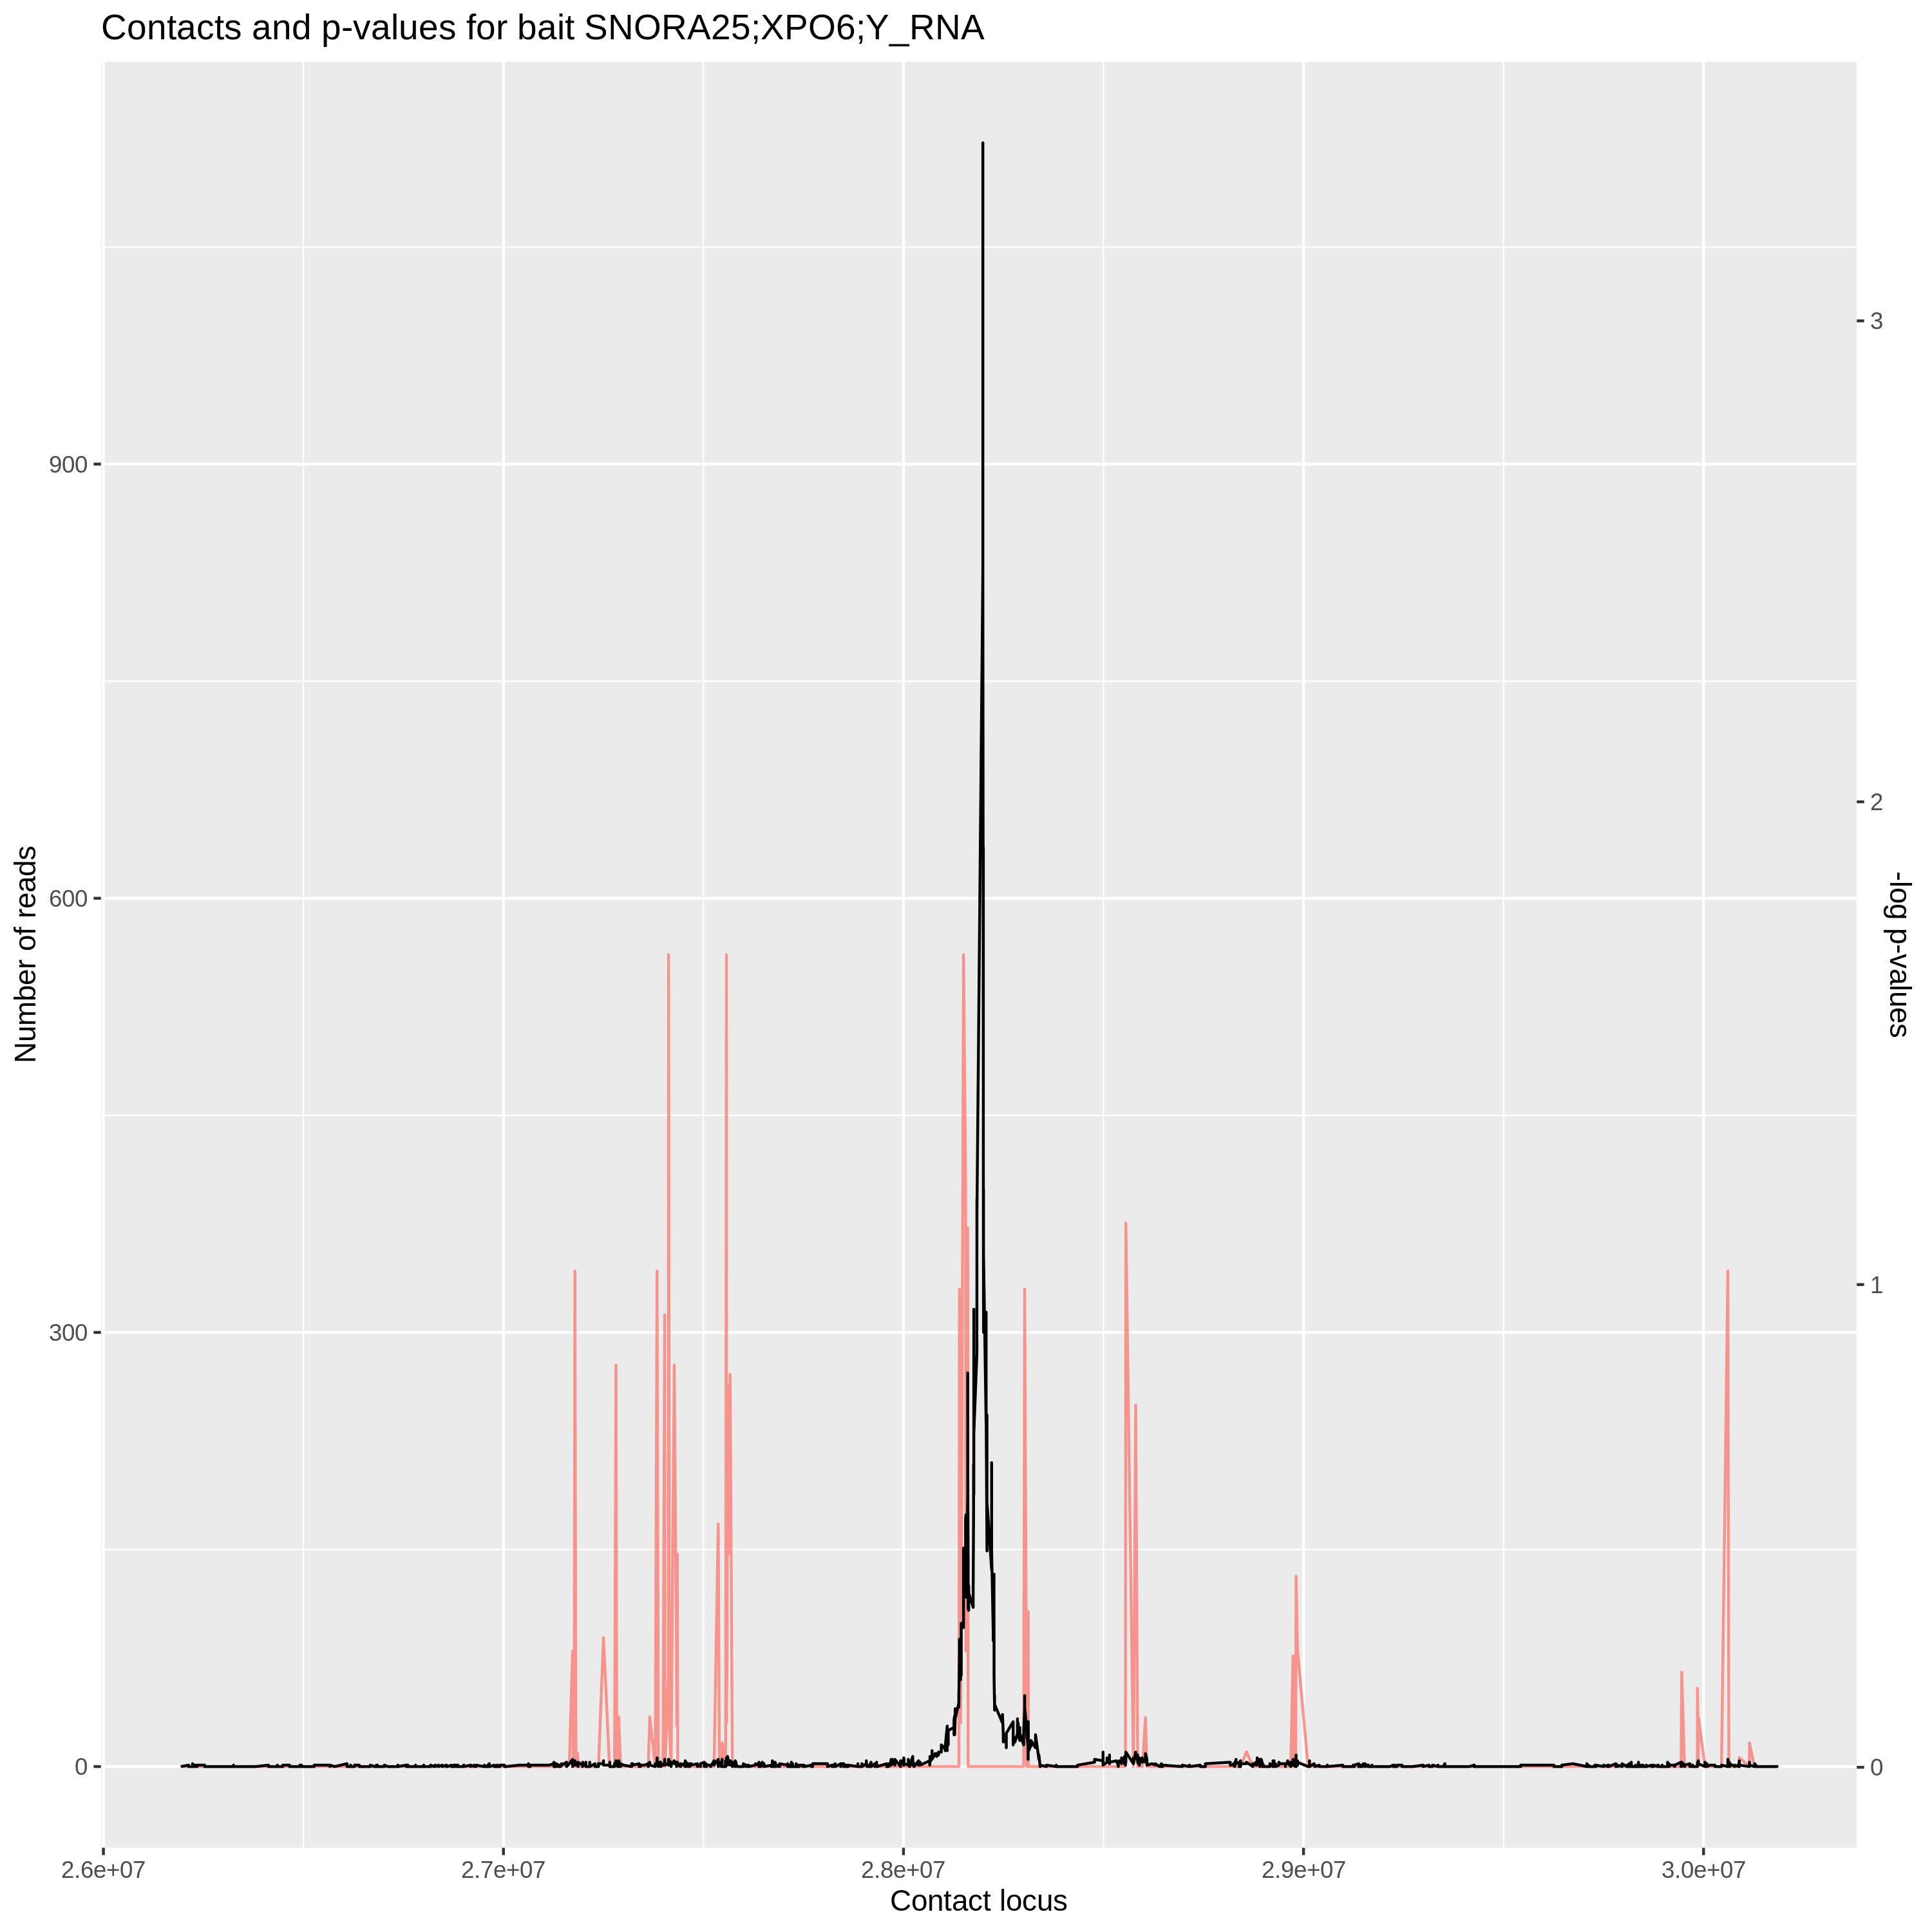 Contacts and p-values for bait SNORA25;XPO6;Y_RNA
Number of reads
900
600
300
0
3
2
1
0
-log p-values
2.6e+07
2.7e+07
2.8e+07
2.9e+07
3.0e+07
Contact locus